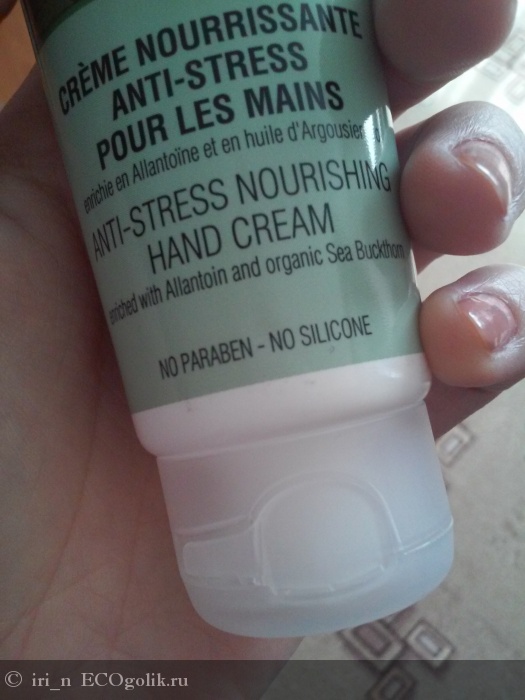 CRÈME NOURRISSANTE
ANTI-STRESS
POUR LES MAINS
enrichie en Allantoïne et en huile d'Argousier
ANTI-STRESS NOURISHING
HAND CREAM
enriched with Allantoin and organic Sea Buckthorn
NO PARABEN - NO SILICONE
© iri_n ECOgolik.ru